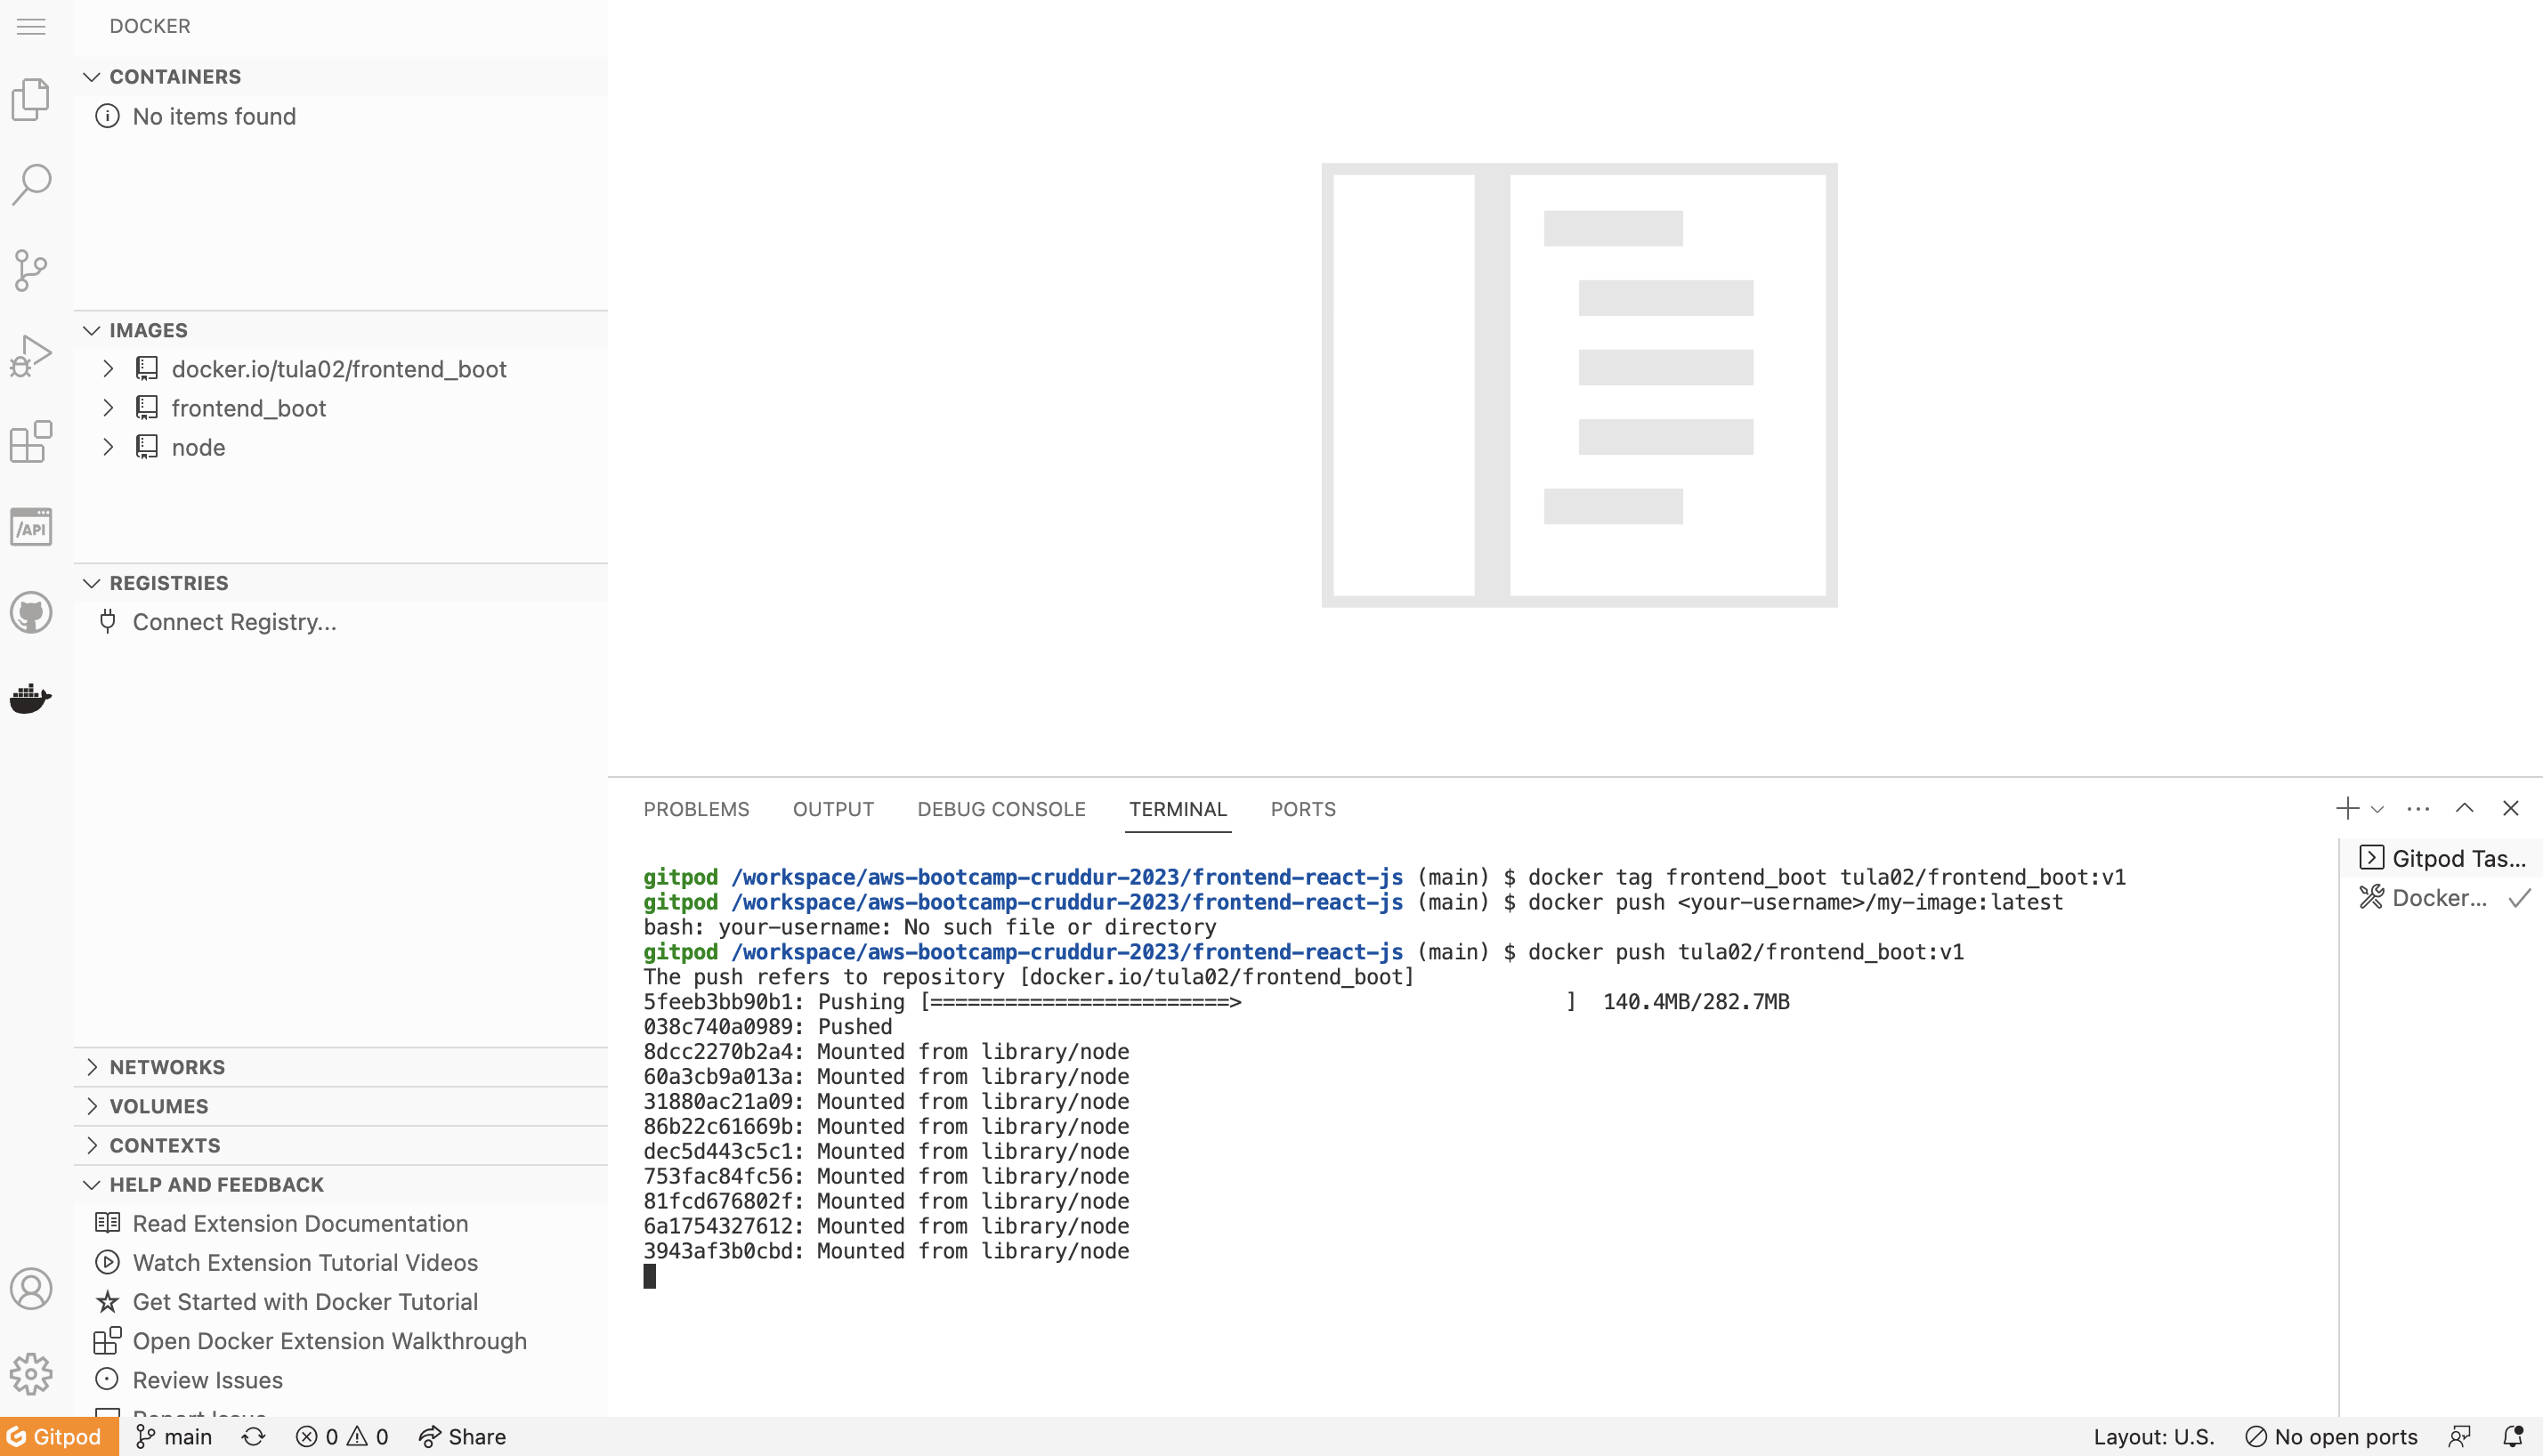 DOCKER
CONTAINERS
No items found
IMAGES
docker.io/tula02/frontend_boot
frontend_boot
node
/API
REGISTRIES
Connect Registry...
NETWORKS
VOLUMES
CONTEXTS
HELP AND FEEDBACK
Read Extension Documentation
Watch Extension Tutorial Videos
Get Started with Docker Tutorial
Open Docker Extension Walkthrough
Review Issues
Report Issue
PROBLEMS OUTPUT DEBUG CONSOLE TERMINAL PORTS
gitpod /workspace/aws-bootcamp-cruddur-2023/frontend-react-js (main) $ docker tag frontend_boot tula02/frontend_boot:v1
gitpod /workspace/aws-bootcamp-cruddur-2023/frontend-react-js (main) $ docker push <your-username>/my-image:latest
bash: your-username: No such file or directory
gitpod /workspace/aws-bootcamp-cruddur-2023/frontend-react-js (main) $ docker push tula02/frontend_boot:v1
The push refers to repository [docker.io/tula02/frontend_boot]
5feeb3bb90b1: Pushing [========================>                          ]  140.4MB/282.7MB
038c740a0989: Pushed
8dcc2270b2a4: Mounted from library/node
60a3cb9a013a: Mounted from library/node
31880ac21a09: Mounted from library/node
86b22c61669b: Mounted from library/node
dec5d443c5c1: Mounted from library/node
753fac84fc56: Mounted from library/node
81fcd676802f: Mounted from library/node
6a1754327612: Mounted from library/node
3943af3b0cbd: Mounted from library/node
Gitpod Tas...
Docker...
Gitpod main 0 0 Share Layout: U.S. No open ports